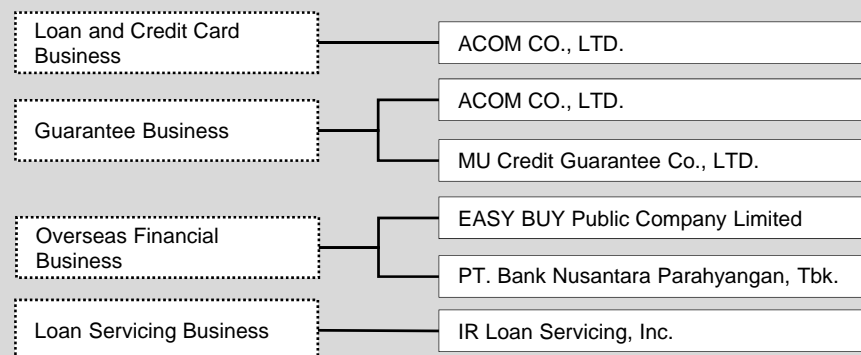 Loan and Credit Card
Business
ACOM CO., LTD.
ACOM CO., LTD.
Guarantee Business
MU Credit Guarantee Co., LTD.
EASY BUY Public Company Limited
Overseas Financial
Business
PT. Bank Nusantara Parahyangan, Tbk.
Loan Servicing Business
IR Loan Servicing, Inc.